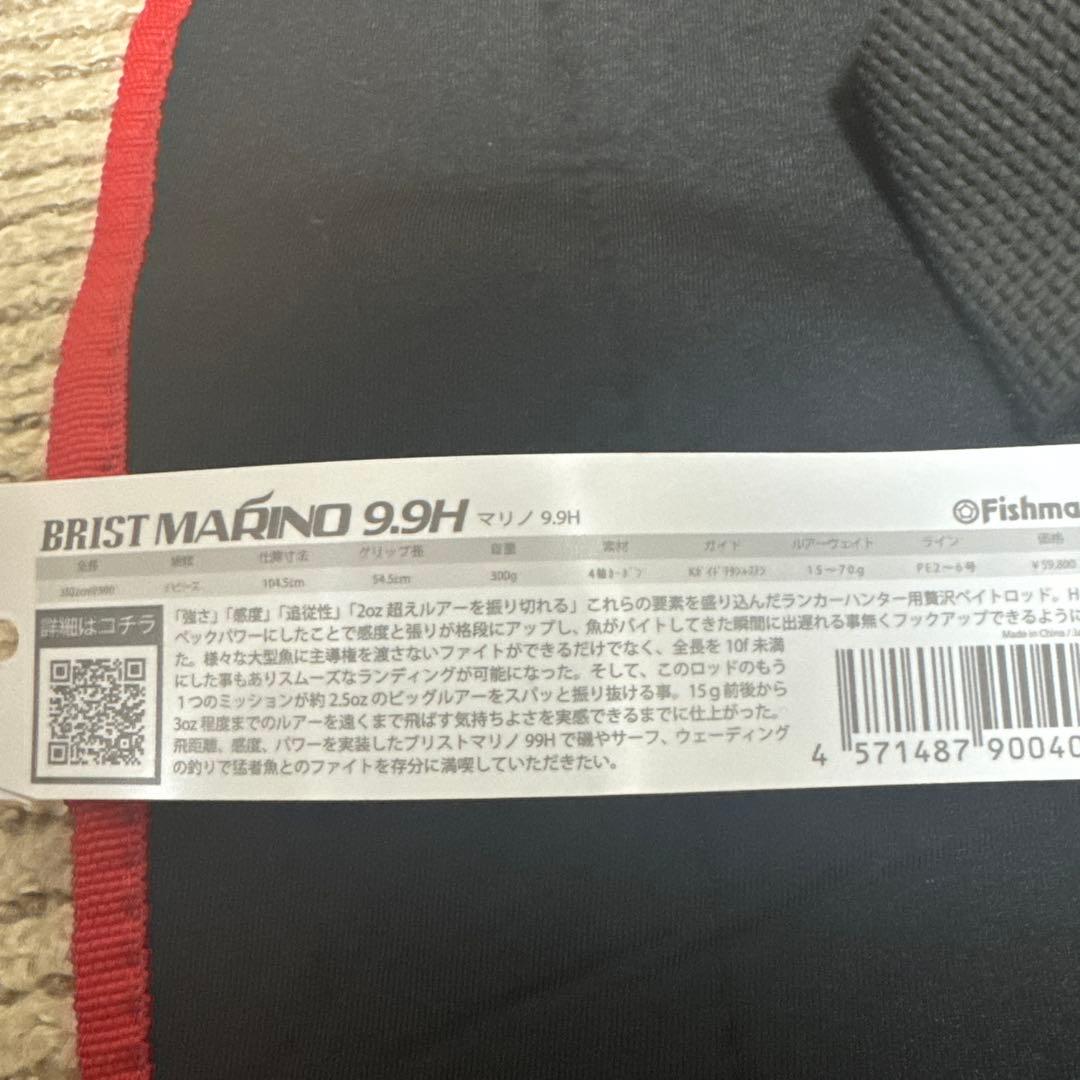 BRIST MARINO 9.9H マリノ 9.9H
Fishma
全長 継数 仕舞寸法 グリップ長 自重 素材 ガイド ルアーウェイト ライン 価格
104.5cm 54.5cm 300g 15〜70g PE2〜6号 ¥59,800
詳細はコチラ
「強さ」「感度」「追従性」「2oz 超えルアーを振り切れる」これらの要素を盛り込んだランカーハンター用贅沢ベイトロッド。H
ペックパワーにしたことで感度と張りが格段にアップし、魚がバイトしてきた瞬間に出遅れる事無くフックアップできるように
た。様々な大型魚に主導権を渡さないファイトができるだけでなく、全長を 10f 未満
にした事もありスムーズなランディングが可能になった。そして、このロッドのもう
1つのミッションが約 2.5oz のビッグルアーをスパッと振り抜ける事。15g 前後から
3oz 程度までのルアーを遠くまで飛ばす気持ちよさを実感できるまでに仕上がった。
飛距離、感度、パワーを実装したブリストマリノ 99H で磯やサーフ、ウェーディング
の釣りで猛者魚とのファイトを存分に満喫していただきたい。
Made in China /
4 571487 90040